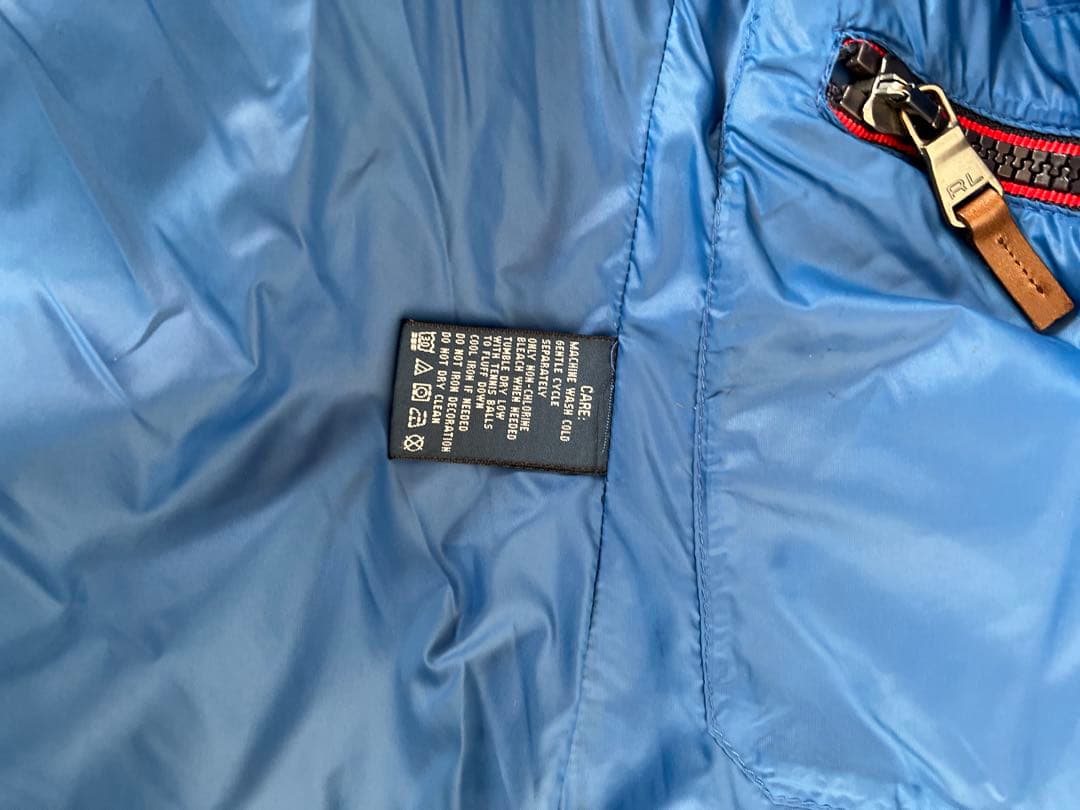 CARE:
MACHINE WASH COLD
GENTLE CYCLE
SEPARATELY
ONLY NON-CHLORINE
BLEACH WHEN NEEDED
TUMBLE DRY LOW
WITH TENNIS BALLS
TO FLUFF DOWN
COOL IRON IF NEEDED
DO NOT IRON DECORATION
DO NOT DRY CLEAN
30
RL